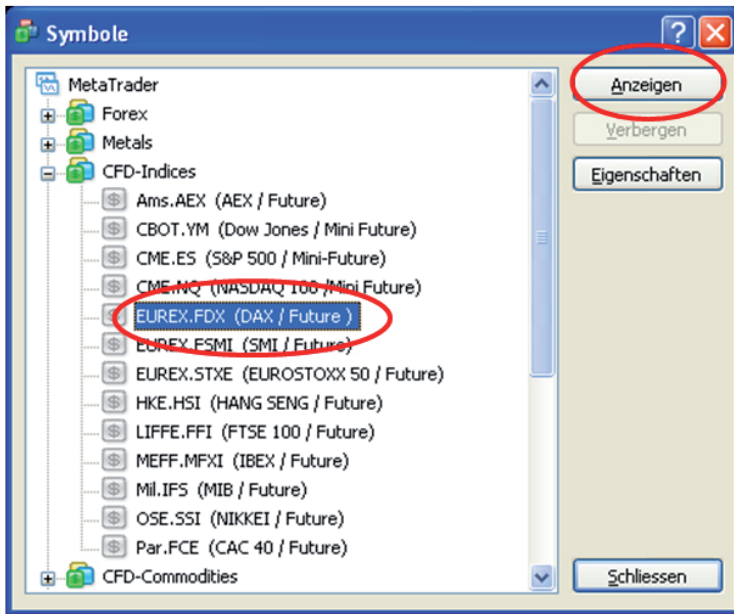 Symbole
MetaTrader
Forex
Metals
CFD-Indices
Ams.AEX (AEX / Future)
CBOT.YM (Dow Jones / Mini Future)
CME.ES (S&P 500 / Mini-Future)
CME.NQ (NASDAQ 100 /Mini Future)
EUREX.FDX (DAX / Future )
EUREX.FSMI (SMI / Future)
EUREX.STXE (EUROSTOXX 50 / Future)
HKE.HSI (HANG SENG / Future)
LIFFE.FFI (FTSE 100 / Future)
MEFF.MFXI (IBEX / Future)
Mil.IFS (MIB / Future)
OSE.SSI (NIKKEI / Future)
Par.FCE (CAC 40 / Future)
CFD-Commodities
Anzeigen
Verbergen
Eigenschaften
Schliessen